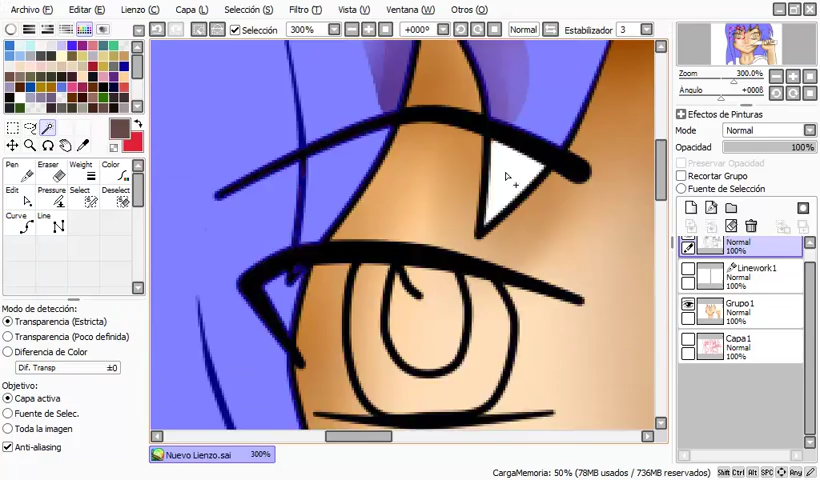 Archivo (F) Editar (E) Lienzo (C) Capa (L) Selección (S) Filtro (T) Vista (V) Ventana (W) Otros (O)
Selección 300% +000º Normal Estabilizador 3
Zoom 300.0%
Ángulo +000º
Efectos de Pinturas
Modo Normal
Opacidad 100%
Preservar Opacidad
Recortar Grupo
Fuente de Selección
Pen Eraser Weight Color
Edit Pressure Select Deselect
Curve Line
Normal
100%
Linework1
Normal
100%
Grupo1
Normal
100%
Capa1
Normal
100%
Modo de detección:
Transparencia (Estricta)
Transparencia (Poco definida)
Diferencia de Color
Dif. Transp ±0
Objetivo:
Capa activa
Fuente de Selec.
Toda la imagen
Anti-aliasing
Nuevo Lienzo.sai 300%
CargaMemoria: 50% (78MB usados / 736MB reservados) Shift Ctrl Alt SPC Any